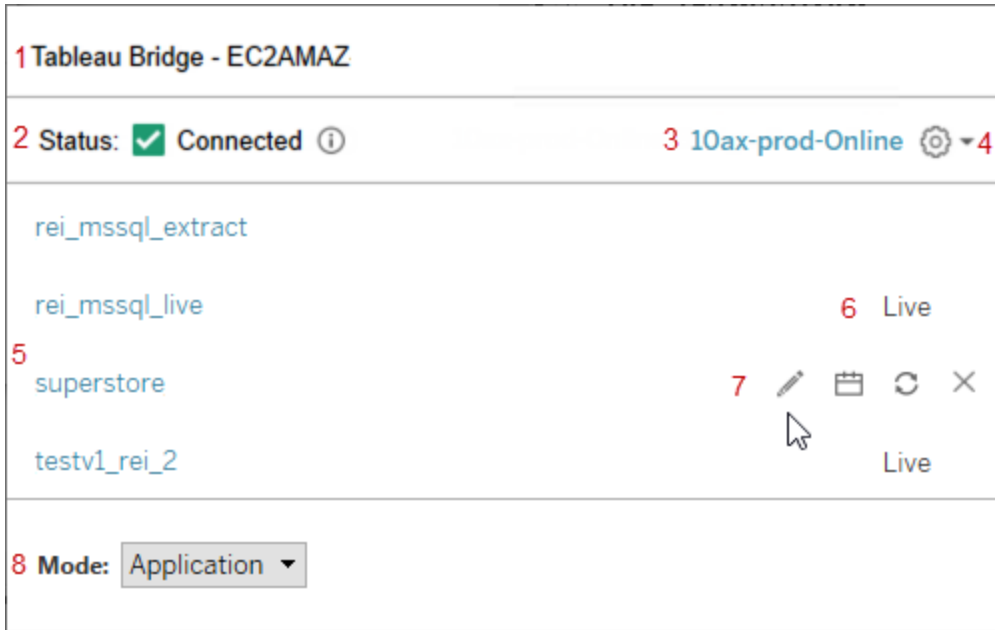 1 Tableau Bridge - EC2AMAZ
2 Status: Connected 3 10ax-prod-Online 4
rei_mssql_extract
rei_mssql_live 6 Live
5
superstore 7
testv1_rei_2 Live
8 Mode: Application